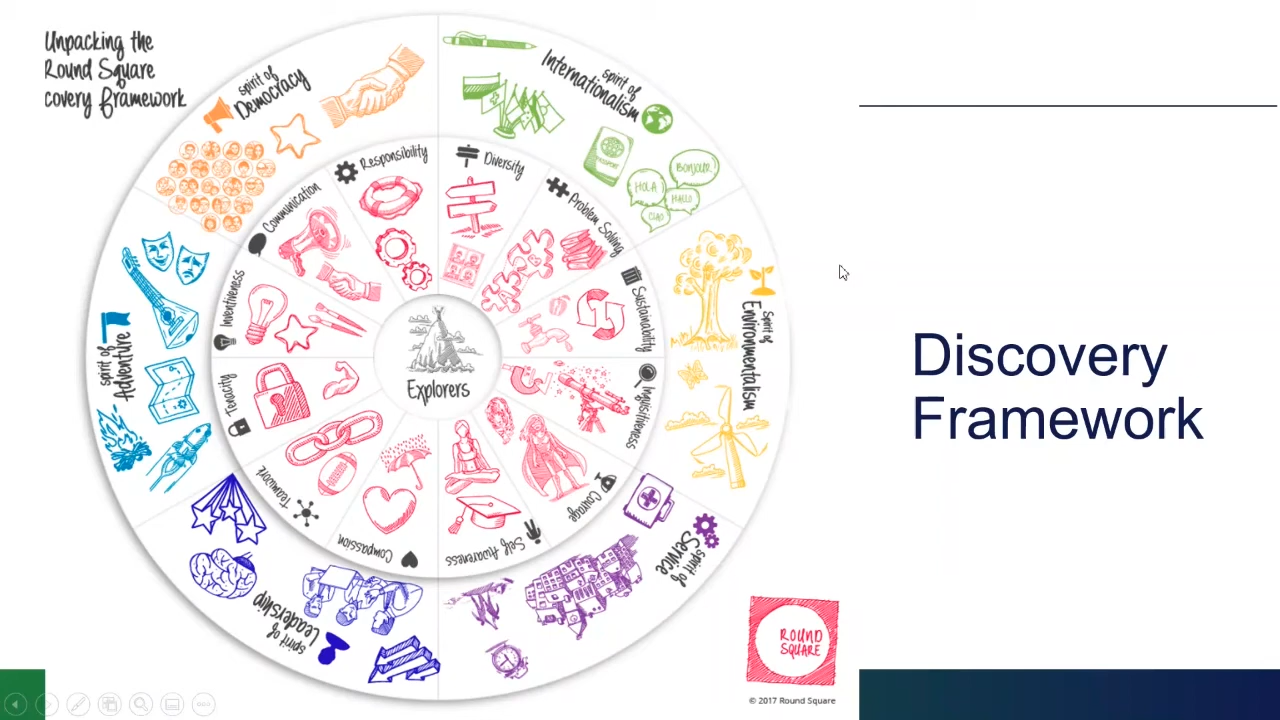 Unpacking the
Round Square
covery framework
spirit of
Democracy
spirit of
Internationalism
PASSPORT
BONJOUR!
HOLA
HALLO
CIAO
Responsibility
Diversity
Communication
Problem Solving
Inventiveness
Sustainability
spirit of
Environmentalism
spirit of
Adventure
Explorers
Tenacity
Inquisitiveness
Teamwork
Courage
Compassion
Self Awareness
spirit of
Service
spirit of
Leadership
Discovery
Framework
ROUND
SQUARE
© 2017 Round Square